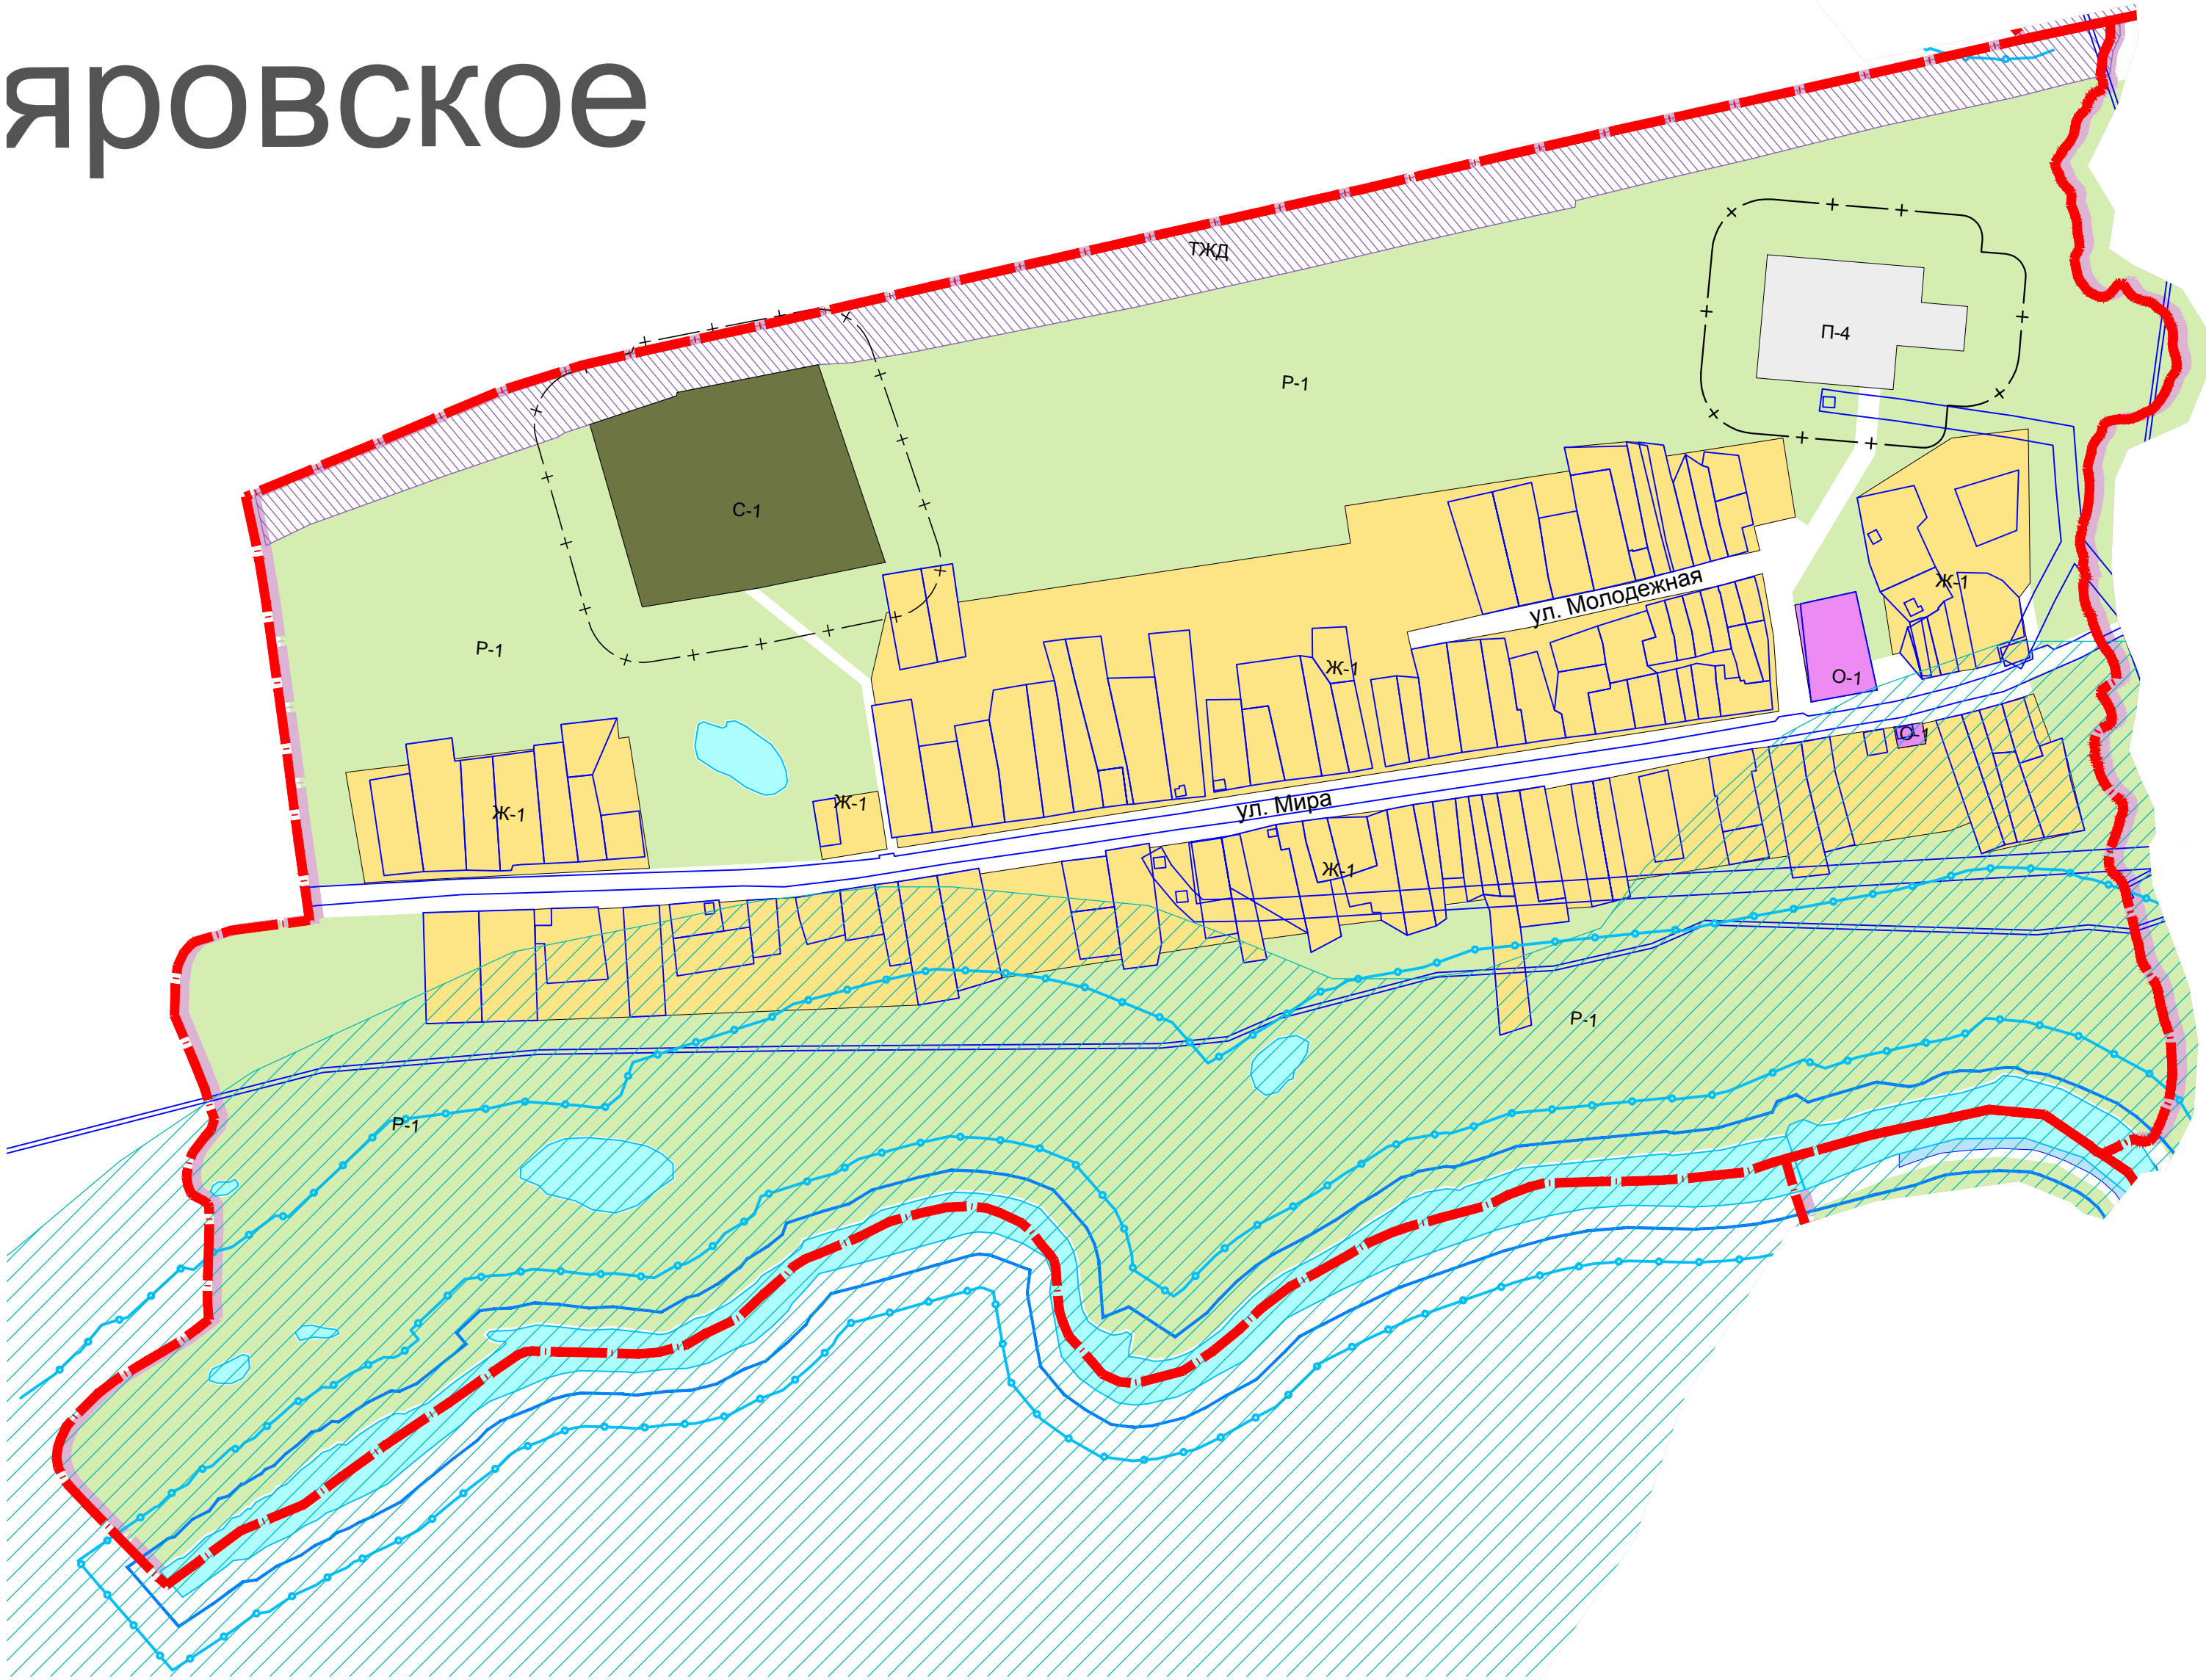 яровское
ТЖД
П-4
Р-1
С-1
ул. Молодежная
Ж-1
Р-1
Ж-1
О-1
О-1
Ж-1
Ж-1
ул. Мира
Ж-1
Р-1
Р-1